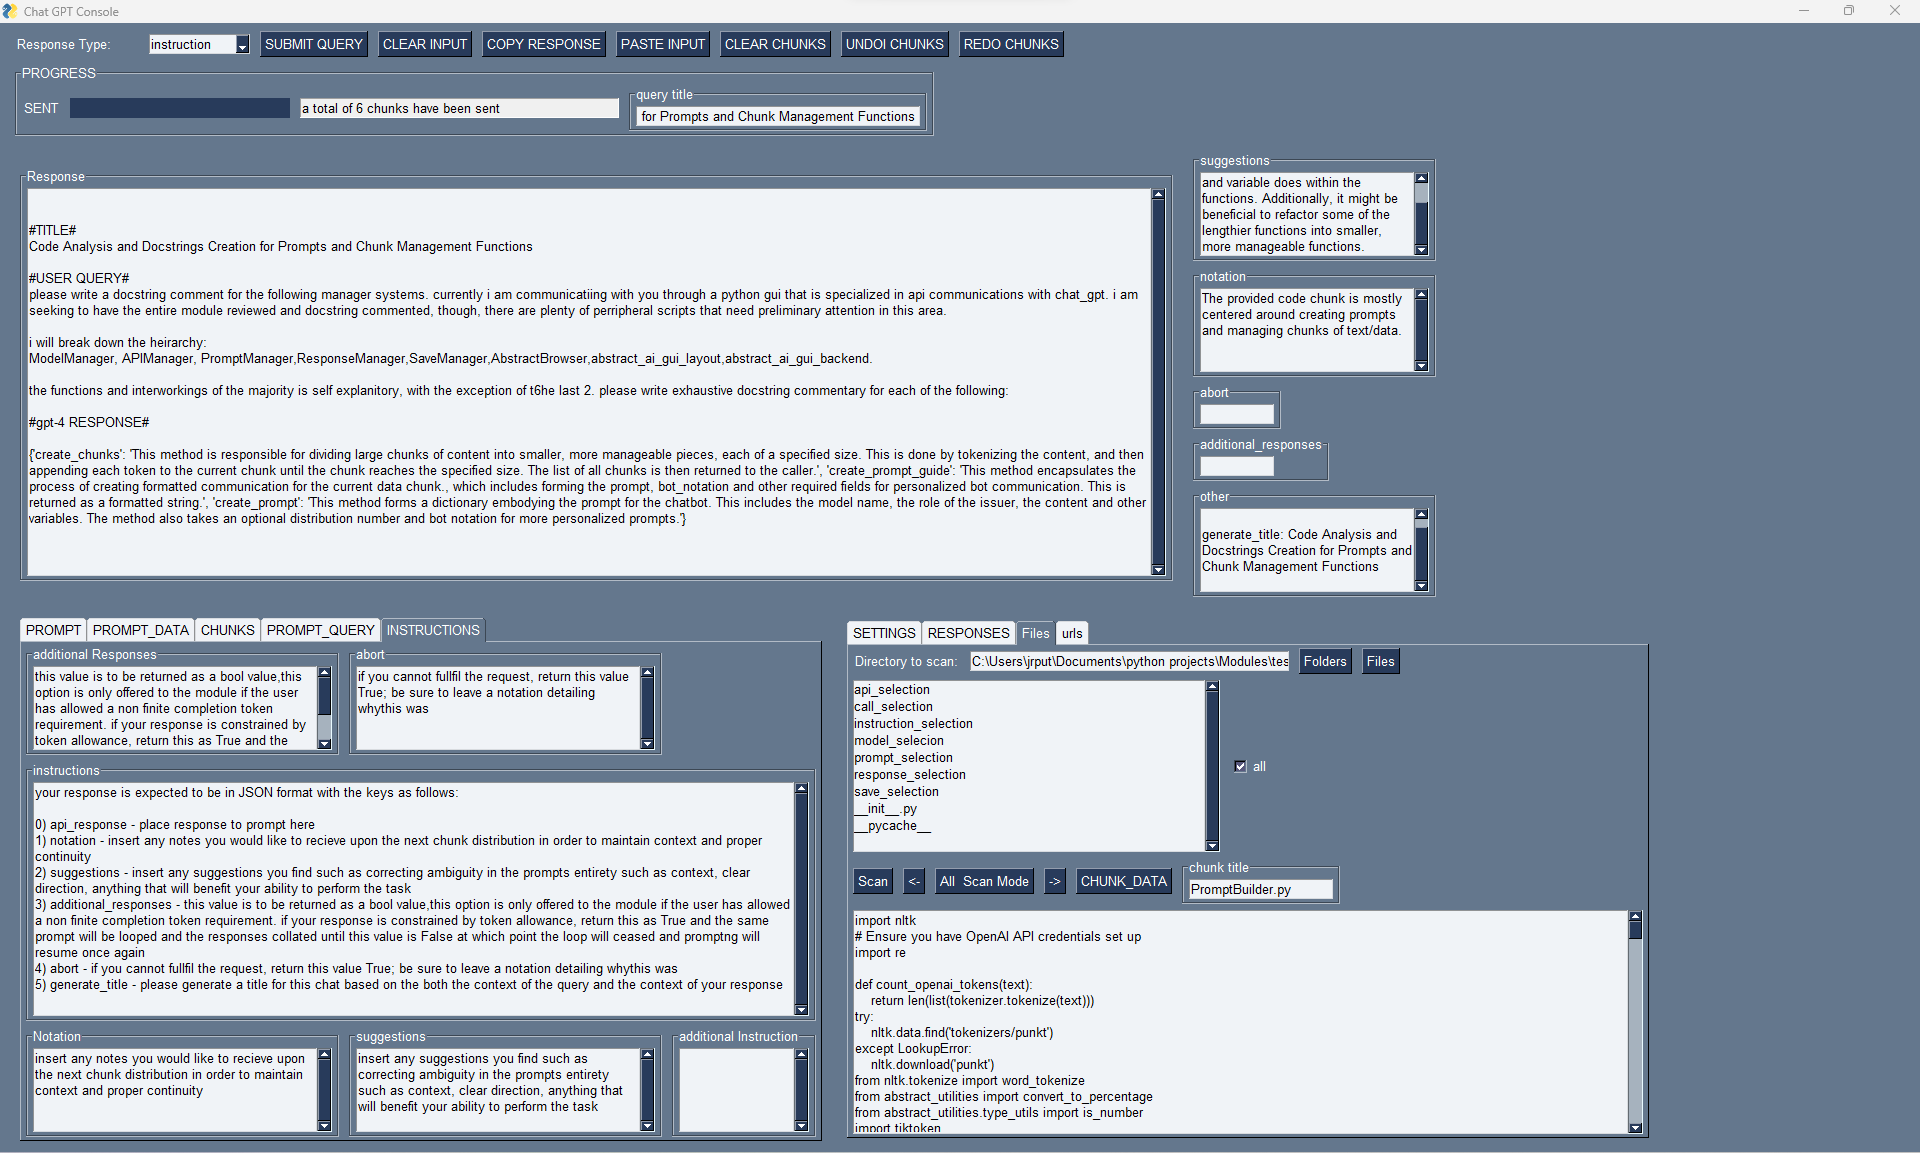 Chat GPT Console
Response Type:
instruction
SUBMIT QUERY
CLEAR INPUT
COPY RESPONSE
PASTE INPUT
CLEAR CHUNKS
UNDOI CHUNKS
REDO CHUNKS
PROGRESS
SENT
a total of 6 chunks have been sent
query title
for Prompts and Chunk Management Functions
Response
#TITLE#
Code Analysis and Docstrings Creation for Prompts and Chunk Management Functions
#USER QUERY#
please write a docstring comment for the following manager systems. currently i am communicatiing with you through a python gui that is specialized in api communications with chat_gpt. i am
seeking to have the entire module reviewed and docstring commented, though, there are plenty of perripheral scripts that need preliminary attention in this area.
i will break down the heirarchy:
ModelManager, APIManager, PromptManager,ResponseManager,SaveManager,AbstractBrowser,abstract_ai_gui_layout,abstract_ai_gui_backend.
the functions and interworkings of the majority is self explanitory, with the exception of t6he last 2. please write exhaustive docstring commentary for each of the following:
#gpt-4 RESPONSE#
{'create_chunks': 'This method is responsible for dividing large chunks of content into smaller, more manageable pieces, each of a specified size. This is done by tokenizing the content, and then
appending each token to the current chunk until the chunk reaches the specified size. The list of all chunks is then returned to the caller.', 'create_prompt_guide': 'This method encapsulates the
process of creating formatted communication for the current data chunk., which includes forming the prompt, bot_notation and other required fields for personalized bot communication. This is
returned as a formatted string.', 'create_prompt': 'This method forms a dictionary embodying the prompt for the chatbot. This includes the model name, the role of the issuer, the content and other
variables. The method also takes an optional distribution number and bot notation for more personalized prompts.'}
suggestions
and variable does within the
functions. Additionally, it might be
beneficial to refactor some of the
lengthier functions into smaller,
more manageable functions.
notation
The provided code chunk is mostly
centered around creating prompts
and managing chunks of text/data.
abort
additional_responses
other
generate_title: Code Analysis and
Docstrings Creation for Prompts and
Chunk Management Functions
PROMPT
PROMPT_DATA
CHUNKS
PROMPT_QUERY
INSTRUCTIONS
additional Responses
this value is to be returned as a bool value,this
option is only offered to the module if the user
has allowed a non finite completion token
requirement. if your response is constrained by
token allowance, return this as True and the
abort
if you cannot fullfil the request, return this value
True; be sure to leave a notation detailing
whythis was
instructions
your response is expected to be in JSON format with the keys as follows:
0) api_response - place response to prompt here
1) notation - insert any notes you would like to recieve upon the next chunk distribution in order to maintain context and proper
continuity
2) suggestions - insert any suggestions you find such as correcting ambiguity in the prompts entirety such as context, clear
direction, anything that will benefit your ability to perform the task
3) additional_responses - this value is to be returned as a bool value,this option is only offered to the module if the user has allowed
a non finite completion token requirement. if your response is constrained by token allowance, return this as True and the same
prompt will be looped and the responses collated until this value is False at which point the loop will ceased and promptng will
resume once again
4) abort - if you cannot fullfil the request, return this value True; be sure to leave a notation detailing whythis was
5) generate_title - please generate a title for this chat based on the both the context of the query and the context of your response
Notation
insert any notes you would like to recieve upon
the next chunk distribution in order to maintain
context and proper continuity
suggestions
insert any suggestions you find such as
correcting ambiguity in the prompts entirety
such as context, clear direction, anything that
will benefit your ability to perform the task
additional Instruction
SETTINGS
RESPONSES
Files
urls
Directory to scan:
C:\Users\jrput\Documents\python projects\Modules\tes
Folders
Files
api_selection
call_selection
instruction_selection
model_selecion
prompt_selection
response_selection
save_selection
__init__.py
__pycache__
all
Scan
<-
All Scan Mode
->
CHUNK_DATA
chunk title
PromptBuilder.py
import nltk
# Ensure you have OpenAI API credentials set up
import re
def count_openai_tokens(text):
return len(list(tokenizer.tokenize(text)))
try:
nltk.data.find('tokenizers/punkt')
except LookupError:
nltk.download('punkt')
from nltk.tokenize import word_tokenize
from abstract_utilities import convert_to_percentage
from abstract_utilities.type_utils import is_number
import tiktoken